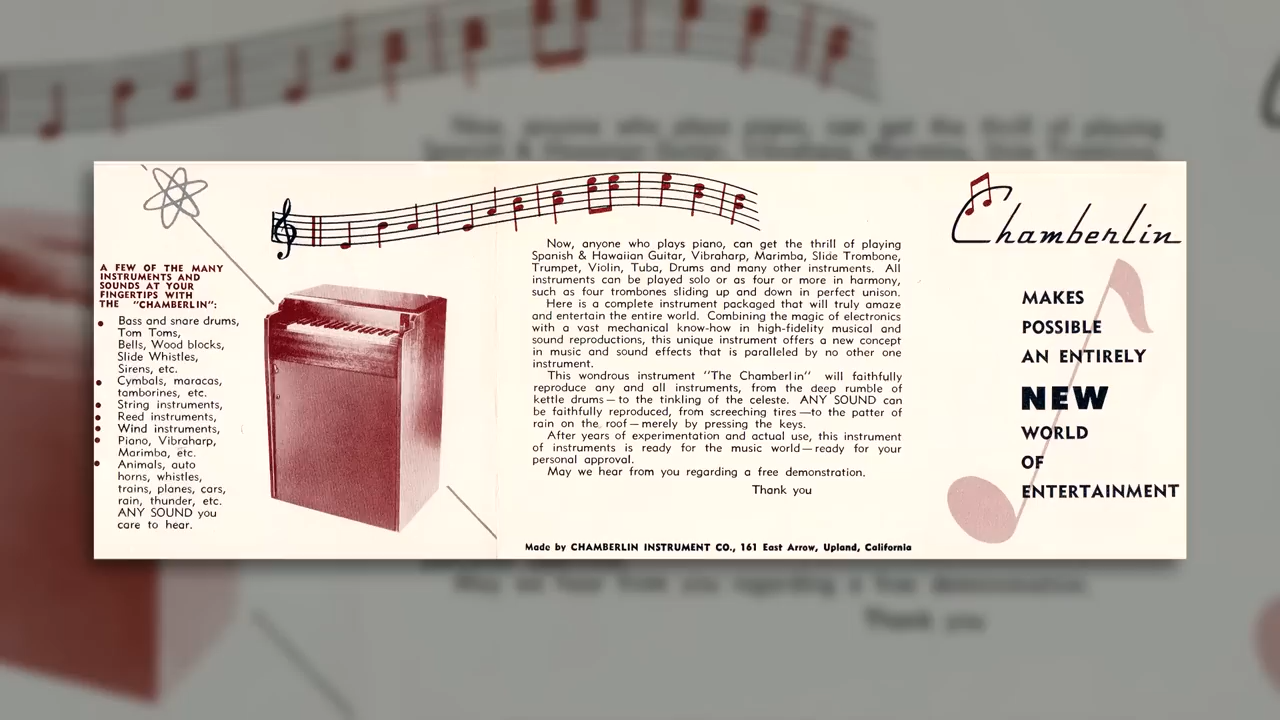 A FEW OF THE MANY
INSTRUMENTS AND
SOUNDS AT YOUR
FINGERTIPS WITH
THE "CHAMBERLIN":
Bass and snare drums,
Tom Toms,
Bells, Wood blocks,
Slide Whistles,
Sirens, etc.
Cymbals, maracas,
tamborines, etc.
String instruments,
Reed instruments,
Wind instruments,
Piano, Vibraharp,
Marimba, etc.
Animals, auto
horns, whistles,
trains, planes, cars,
rain, thunder, etc.
ANY SOUND you
care to hear.
Now, anyone who plays piano, can get the thrill of playing
Spanish & Hawaiian Guitar, Vibraharp, Marimba, Slide Trombone,
Trumpet, Violin, Tuba, Drums and many other instruments. All
instruments can be played solo or as four or more in harmony,
such as four trombones sliding up and down in perfect unison.
Here is a complete instrument packaged that will truly amaze
and entertain the entire world. Combining the magic of electronics
with a vast mechanical know-how in high-fidelity musical and
sound reproductions, this unique instrument offers a new concept
in music and sound effects that is paralleled by no other one
instrument.
This wondrous instrument "The Chamberlin" will faithfully
reproduce any and all instruments, from the deep rumble of
kettle drums—to the tinkling of the celeste. ANY SOUND can
be faithfully reproduced, from screeching tires—to the patter of
rain on the roof—merely by pressing the keys.
After years of experimentation and actual use, this instrument
of instruments is ready for the music world—ready for your
personal approval.
May we hear from you regarding a free demonstration.
Thank you
Made by CHAMBERLIN INSTRUMENT CO., 161 East Arrow, Upland, California
Chamberlin
MAKES
POSSIBLE
AN ENTIRELY
NEW
WORLD
OF
ENTERTAINMENT